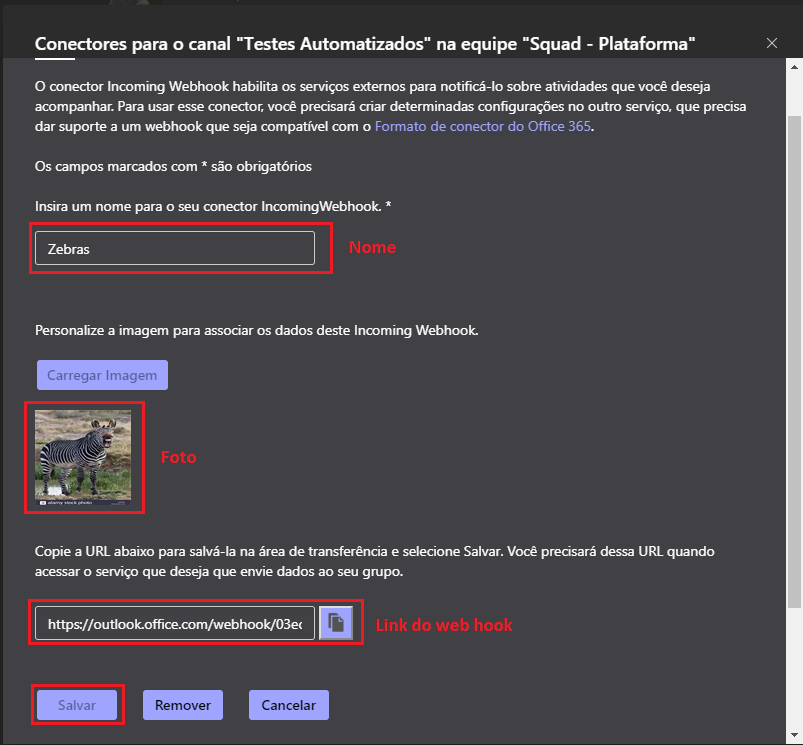 Conectores para o canal "Testes Automatizados" na equipe "Squad - Plataforma"
O conector Incoming Webhook habilita os serviços externos para notificá-lo sobre atividades que você deseja
acompanhar. Para usar esse conector, você precisará criar determinadas configurações no outro serviço, que precisa
dar suporte a um webhook que seja compatível com o Formato de conector do Office 365.
Os campos marcados com * são obrigatórios
Insira um nome para o seu conector IncomingWebhook. *
Zebras
Nome
Personalize a imagem para associar os dados deste Incoming Webhook.
Carregar Imagem
Foto
alamy stock photo
Copie a URL abaixo para salvá-la na área de transferência e selecione Salvar. Você precisará dessa URL quando
acessar o serviço que deseja que envie dados ao seu grupo.
https://outlook.office.com/webhook/03ec
Link do web hook
Salvar
Remover
Cancelar